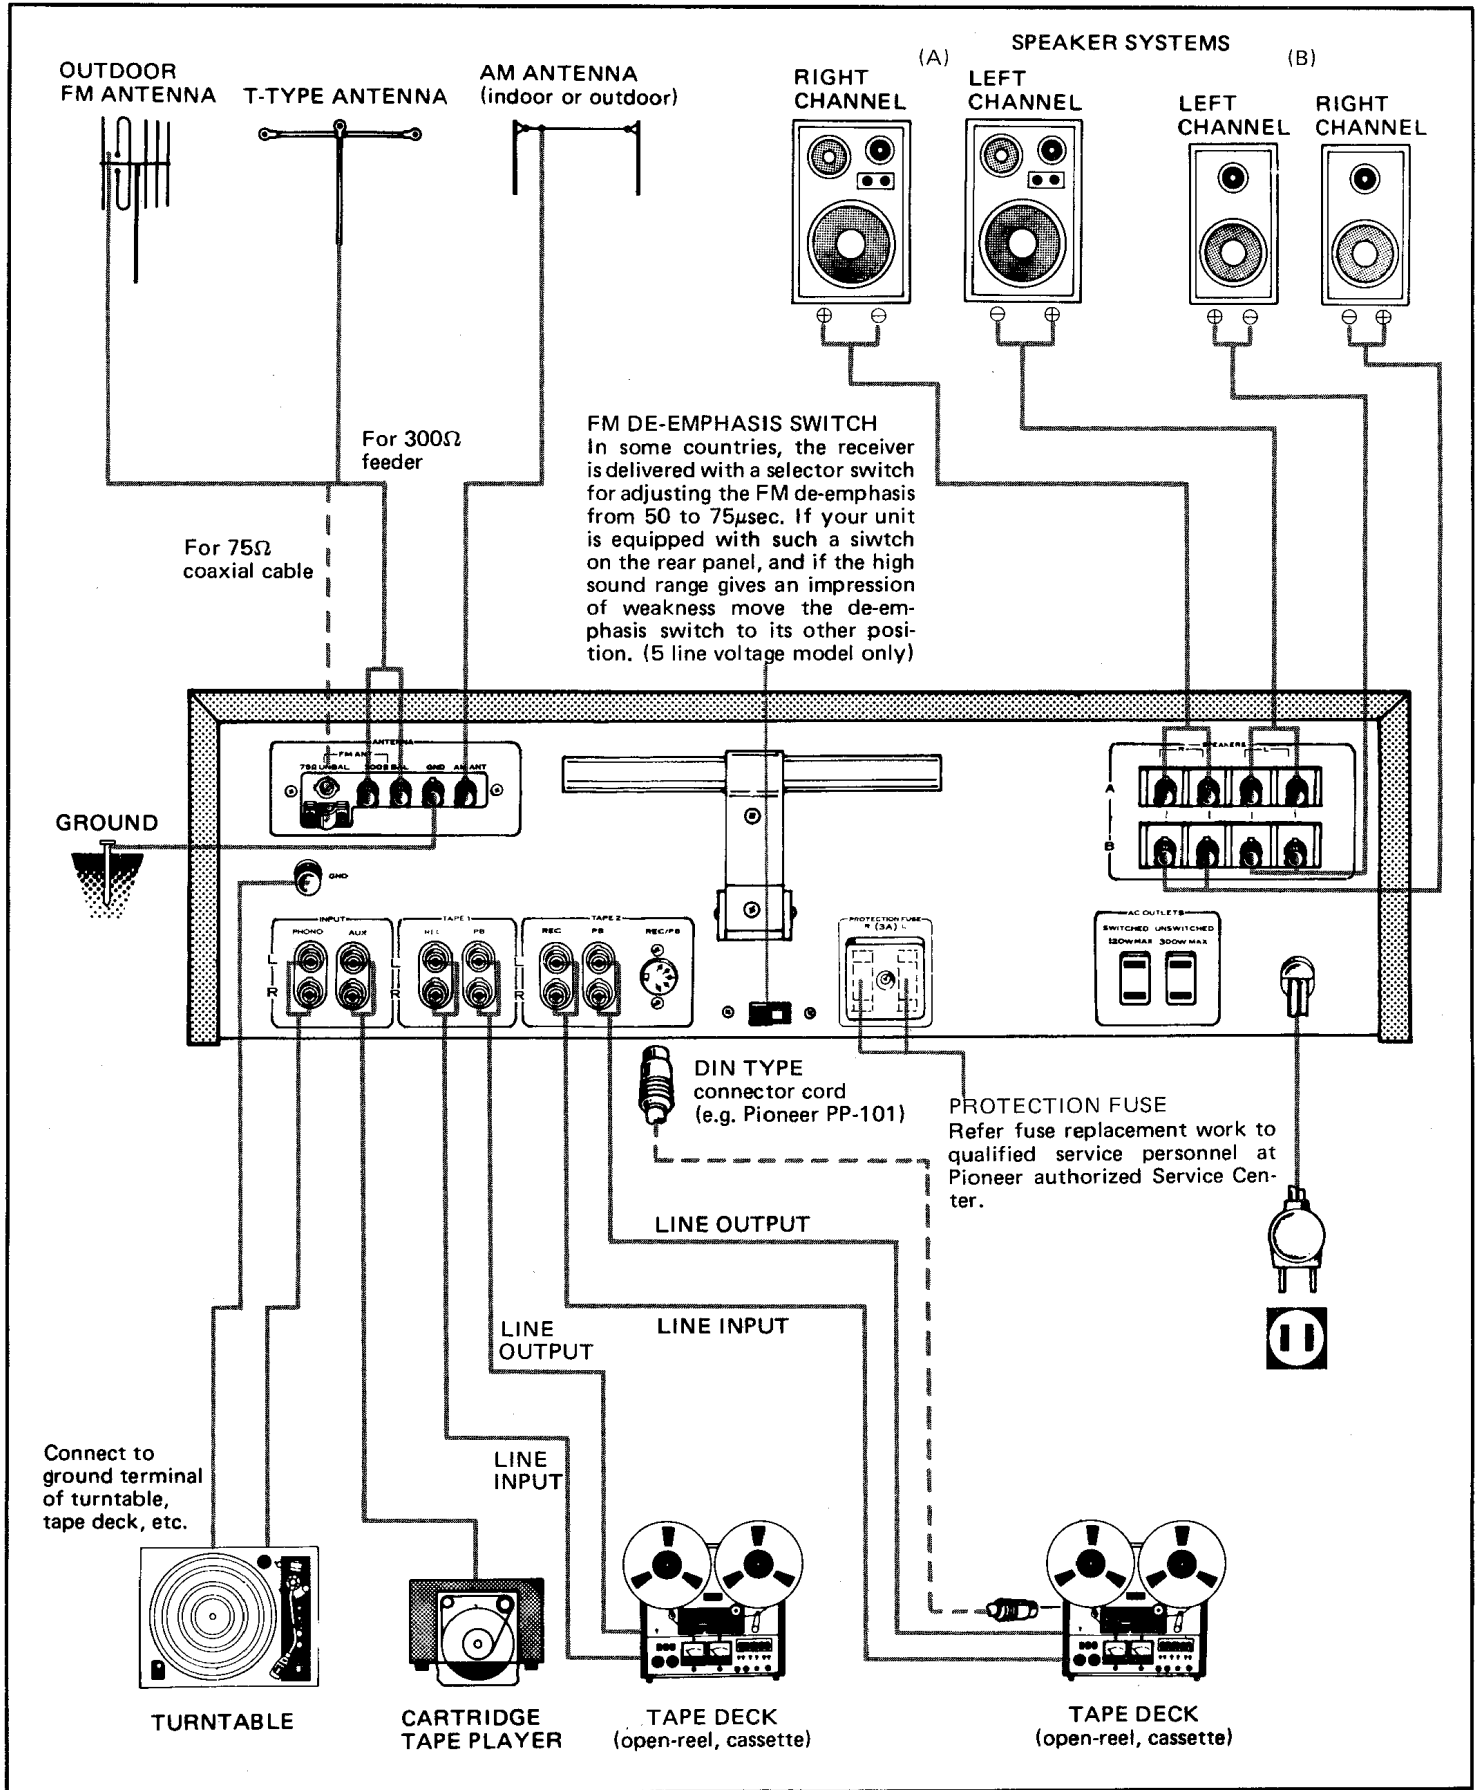 SPEAKER SYSTEMS
(A)
(B)
OUTDOOR
FM ANTENNA
T-TYPE ANTENNA
AM ANTENNA
(indoor or outdoor)
RIGHT
CHANNEL
LEFT
CHANNEL
LEFT
CHANNEL
RIGHT
CHANNEL
⊕ ⊖
⊖ ⊕
⊕ ⊖
⊖ ⊕
For 300Ω
feeder
For 75Ω
coaxial cable
FM DE-EMPHASIS SWITCH
In some countries, the receiver
is delivered with a selector switch
for adjusting the FM de-emphasis
from 50 to 75µsec. If your unit
is equipped with such a siwtch
on the rear panel, and if the high
sound range gives an impression
of weakness move the de-em-
phasis switch to its other posi-
tion. (5 line voltage model only)
ANTENNA
FM ANT
75Ω UNBAL
300Ω BAL
GND
AM ANT
SPEAKERS
R
L
A
B
GROUND
GND
INPUT
PHONO
AUX
L
R
TAPE 1
REC
PB
L
R
TAPE 2
REC
PB
REC/PB
L
R
PROTECTION FUSE
R (3A) L
AC OUTLETS
SWITCHED UNSWITCHED
120W MAX 300W MAX
DIN TYPE
connector cord
(e.g. Pioneer PP-101)
PROTECTION FUSE
Refer fuse replacement work to
qualified service personnel at
Pioneer authorized Service Cen-
ter.
LINE OUTPUT
LINE INPUT
LINE
OUTPUT
LINE
INPUT
Connect to
ground terminal
of turntable,
tape deck, etc.
TURNTABLE
CARTRIDGE
TAPE PLAYER
TAPE DECK
(open-reel, cassette)
TAPE DECK
(open-reel, cassette)